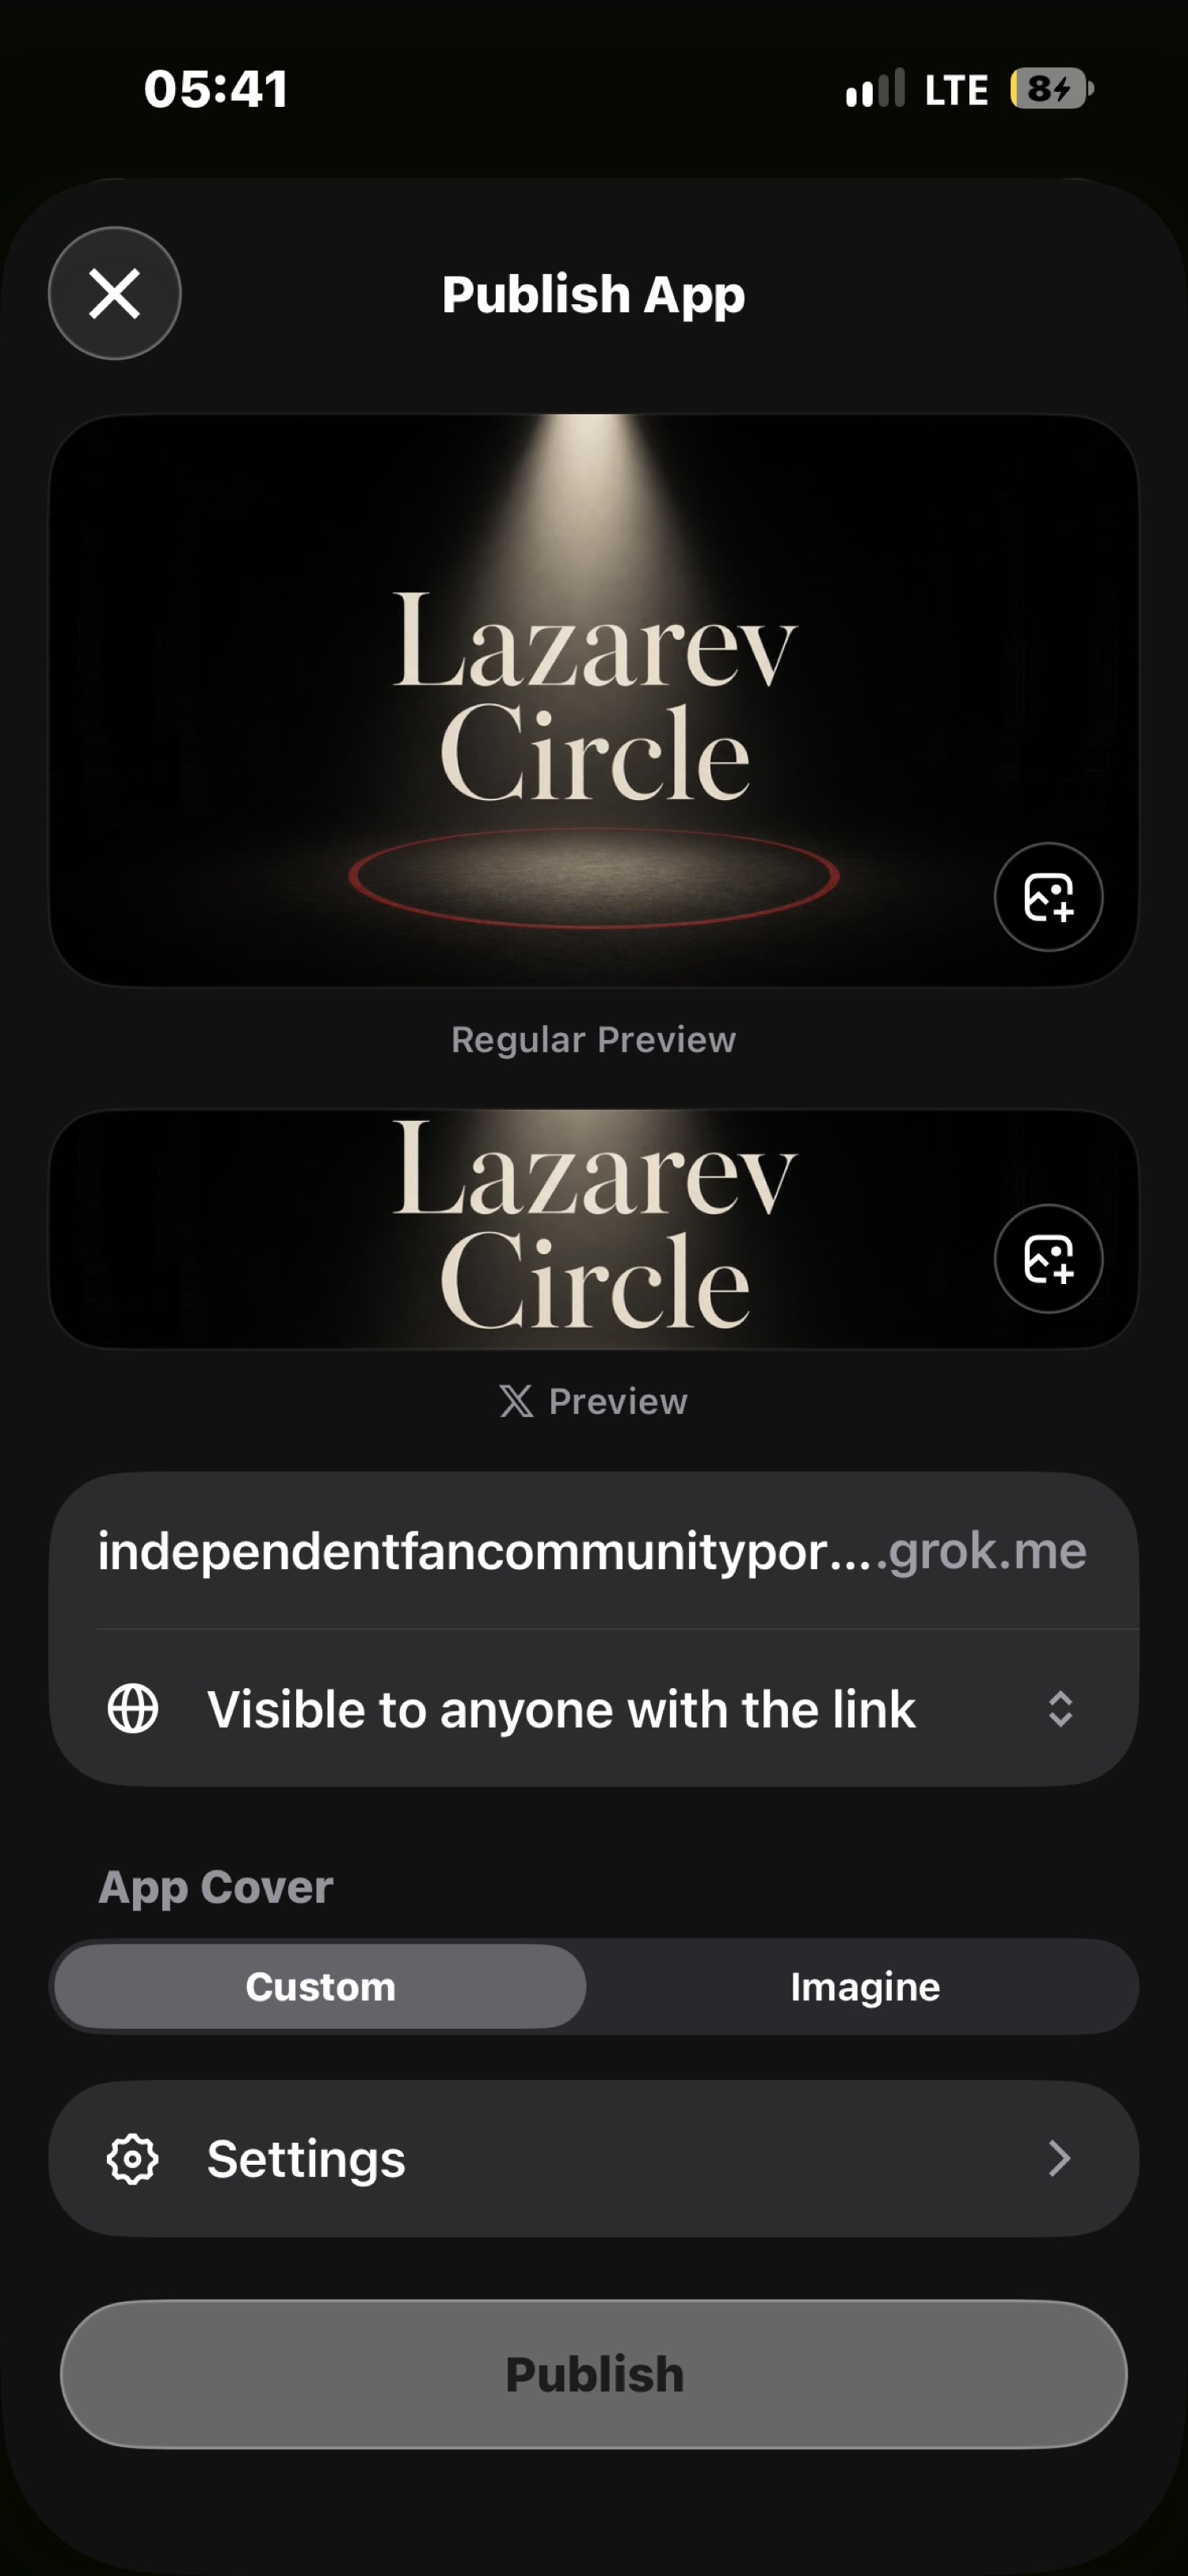 05:41
LTE
8
Publish App
Lazarev
Circle
Regular Preview
Lazarev
Circle
X Preview
independentfancommunitypor... .grok.me
Visible to anyone with the link
App Cover
Custom
Imagine
Settings
Publish